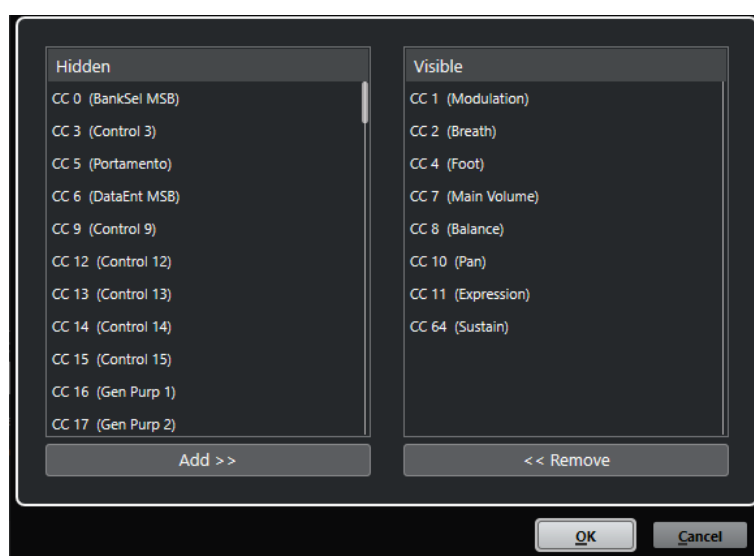 Hidden
CC 0 (BankSel MSB)
CC 3 (Control 3)
CC 5 (Portamento)
CC 6 (DataEnt MSB)
CC 9 (Control 9)
CC 12 (Control 12)
CC 13 (Control 13)
CC 14 (Control 14)
CC 15 (Control 15)
CC 16 (Gen Purp 1)
CC 17 (Gen Purp 2)
Add >>
Visible
CC 1 (Modulation)
CC 2 (Breath)
CC 4 (Foot)
CC 7 (Main Volume)
CC 8 (Balance)
CC 10 (Pan)
CC 11 (Expression)
CC 64 (Sustain)
<< Remove
OK
Cancel